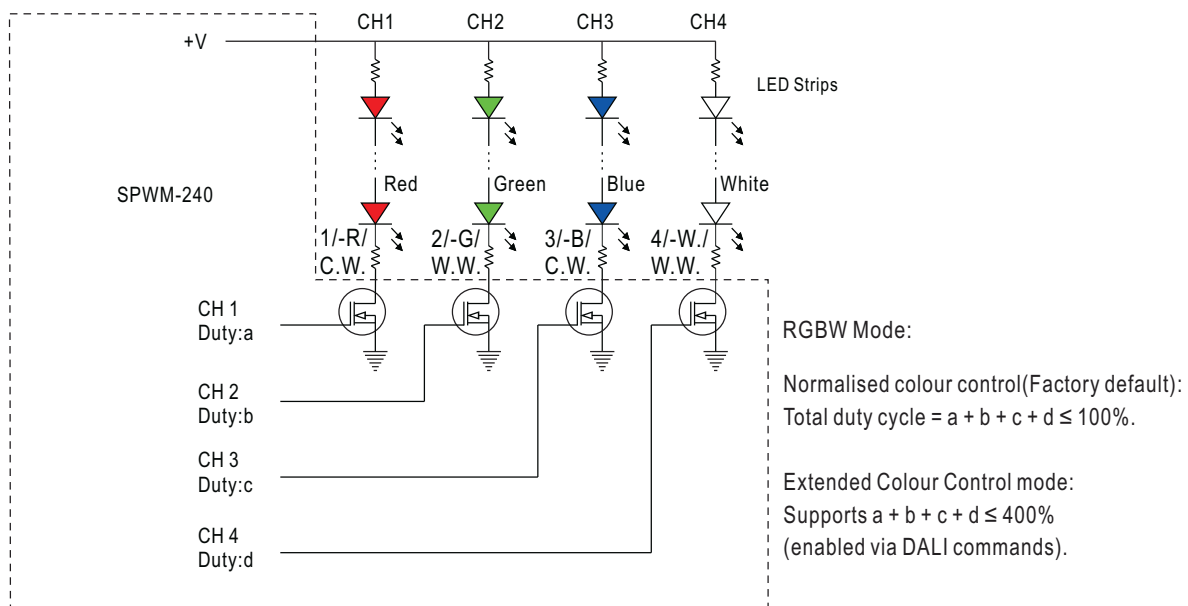 CH1
CH2
CH3
CH4
+V
LED Strips
SPWM-240
Red
Green
Blue
White
1/-R/
C.W.
2/-G/
W.W.
3/-B/
C.W.
4/-W./
W.W.
CH 1
Duty:a
CH 2
Duty:b
CH 3
Duty:c
CH 4
Duty:d
RGBW Mode:
Normalised colour control(Factory default):
Total duty cycle = a + b + c + d ≤ 100%.
Extended Colour Control mode:
Supports a + b + c + d ≤ 400%
(enabled via DALI commands).